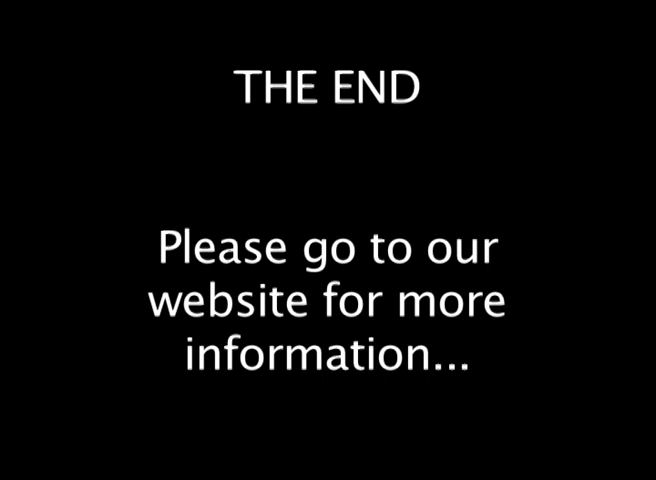 THE END
Please go to our
website for more
information...